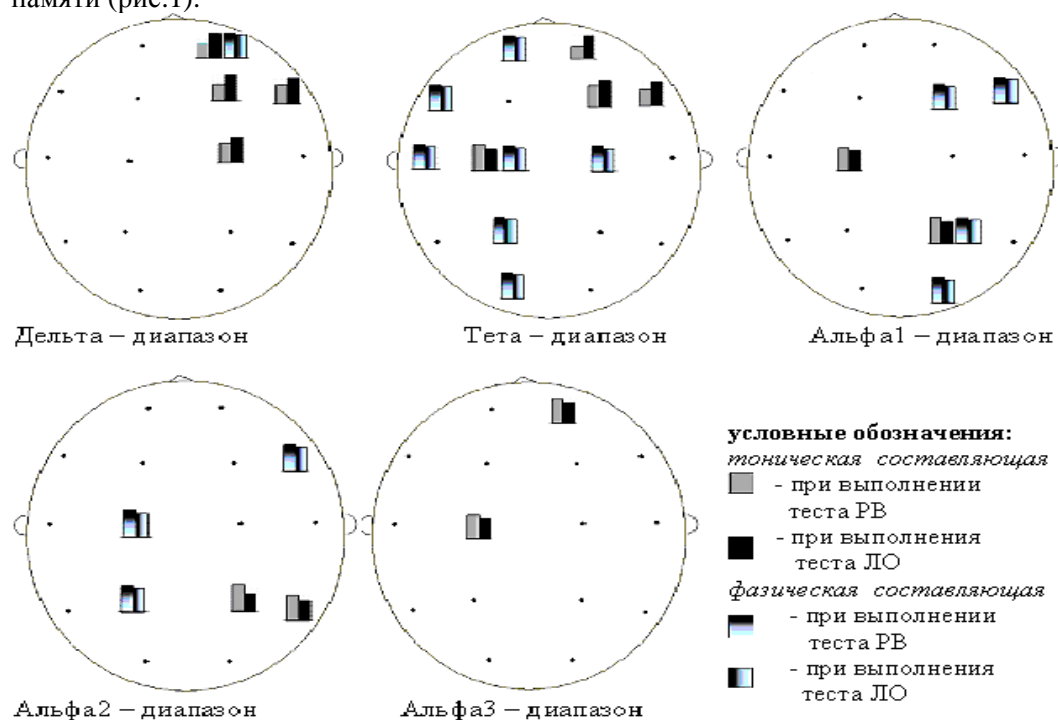 памяти (рис.1).
Дельта – диапазон
Тета – диапазон
Альфа1 – диапазон
Альфа2 – диапазон
Альфа3 – диапазон
условные обозначения:
тоническая составляющая
- при выполнении
теста РВ
- при выполнения
теста ЛО
фазическая составляющая
- при выполнении
теста РВ
- при выполнения
теста ЛО